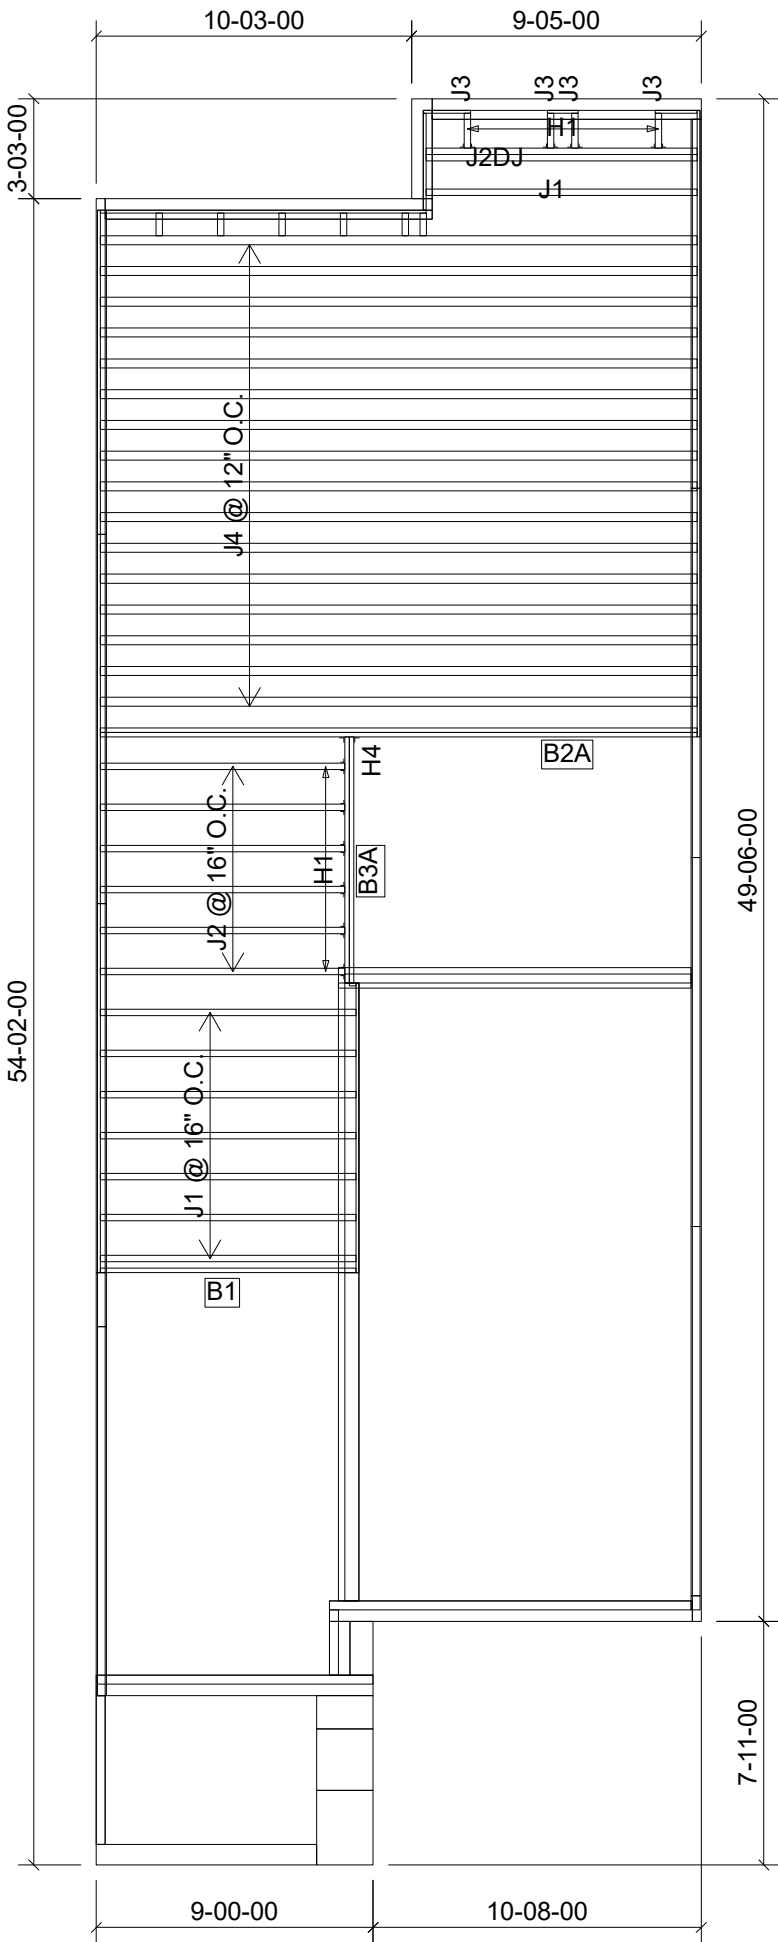 10-03-00
9-05-00
3-03-00
J3
J3
J3
J3
H1
J2DJ
J1
J4 @ 12" O.C.
B2A
H4
J2 @ 16" O.C.
H1
B3A
49-06-00
54-02-00
J1 @ 16" O.C.
B1
7-11-00
9-00-00
10-08-00